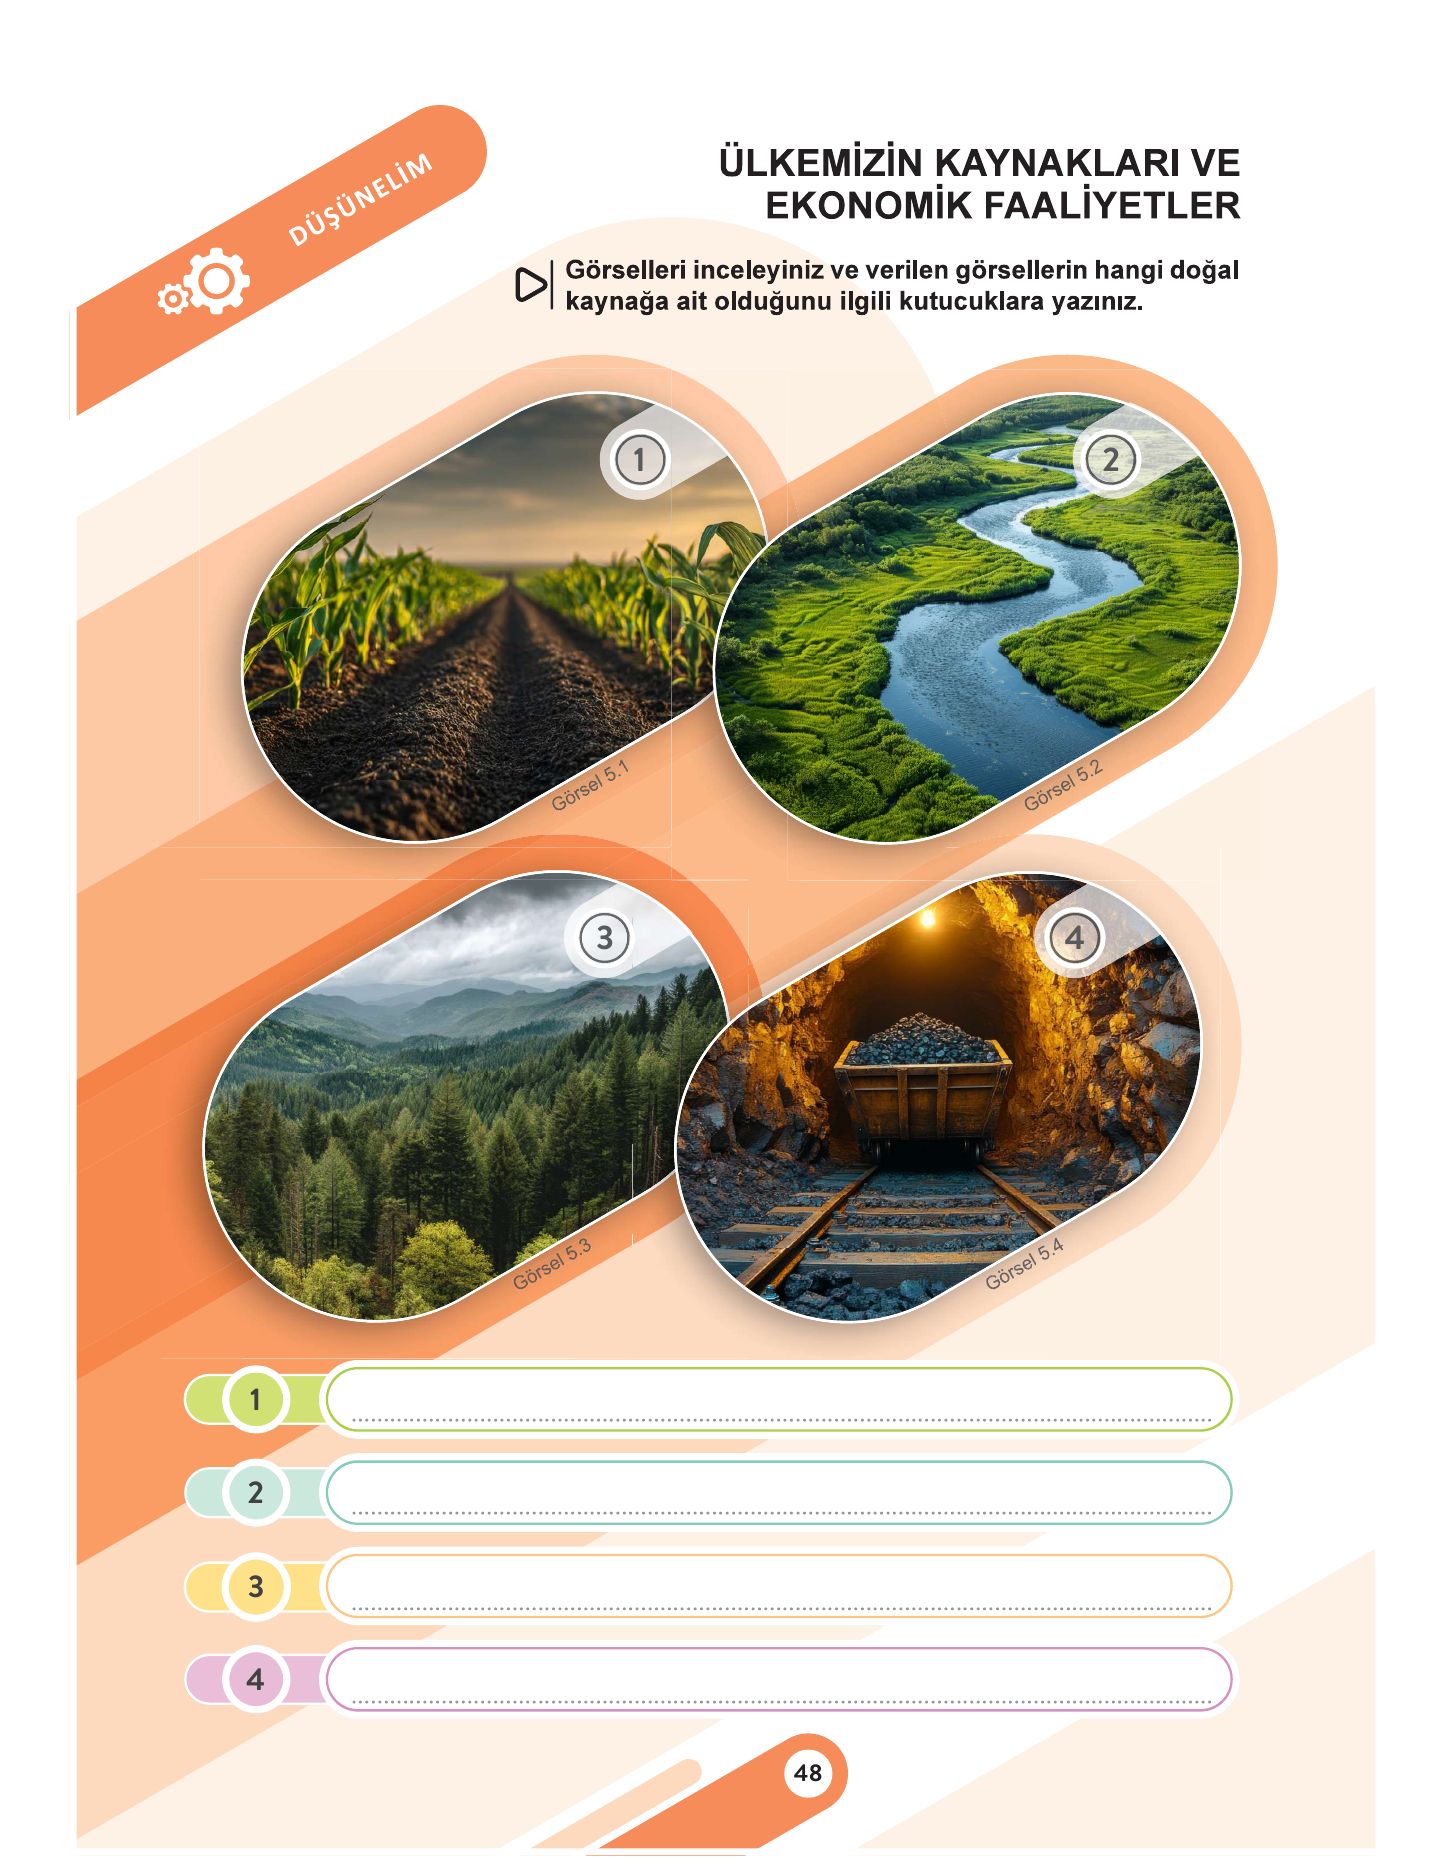 DÜŞÜNELİM
ÜLKEMİZİN KAYNAKLARI VE
EKONOMİK FAALİYETLER
Görselleri inceleyiniz ve verilen görsellerin hangi doğal
kaynağa ait olduğunu ilgili kutucuklara yazınız.
1
2
Görsel 5.1
Görsel 5.2
3
4
Görsel 5.3
Görsel 5.4
1
2
3
4
48